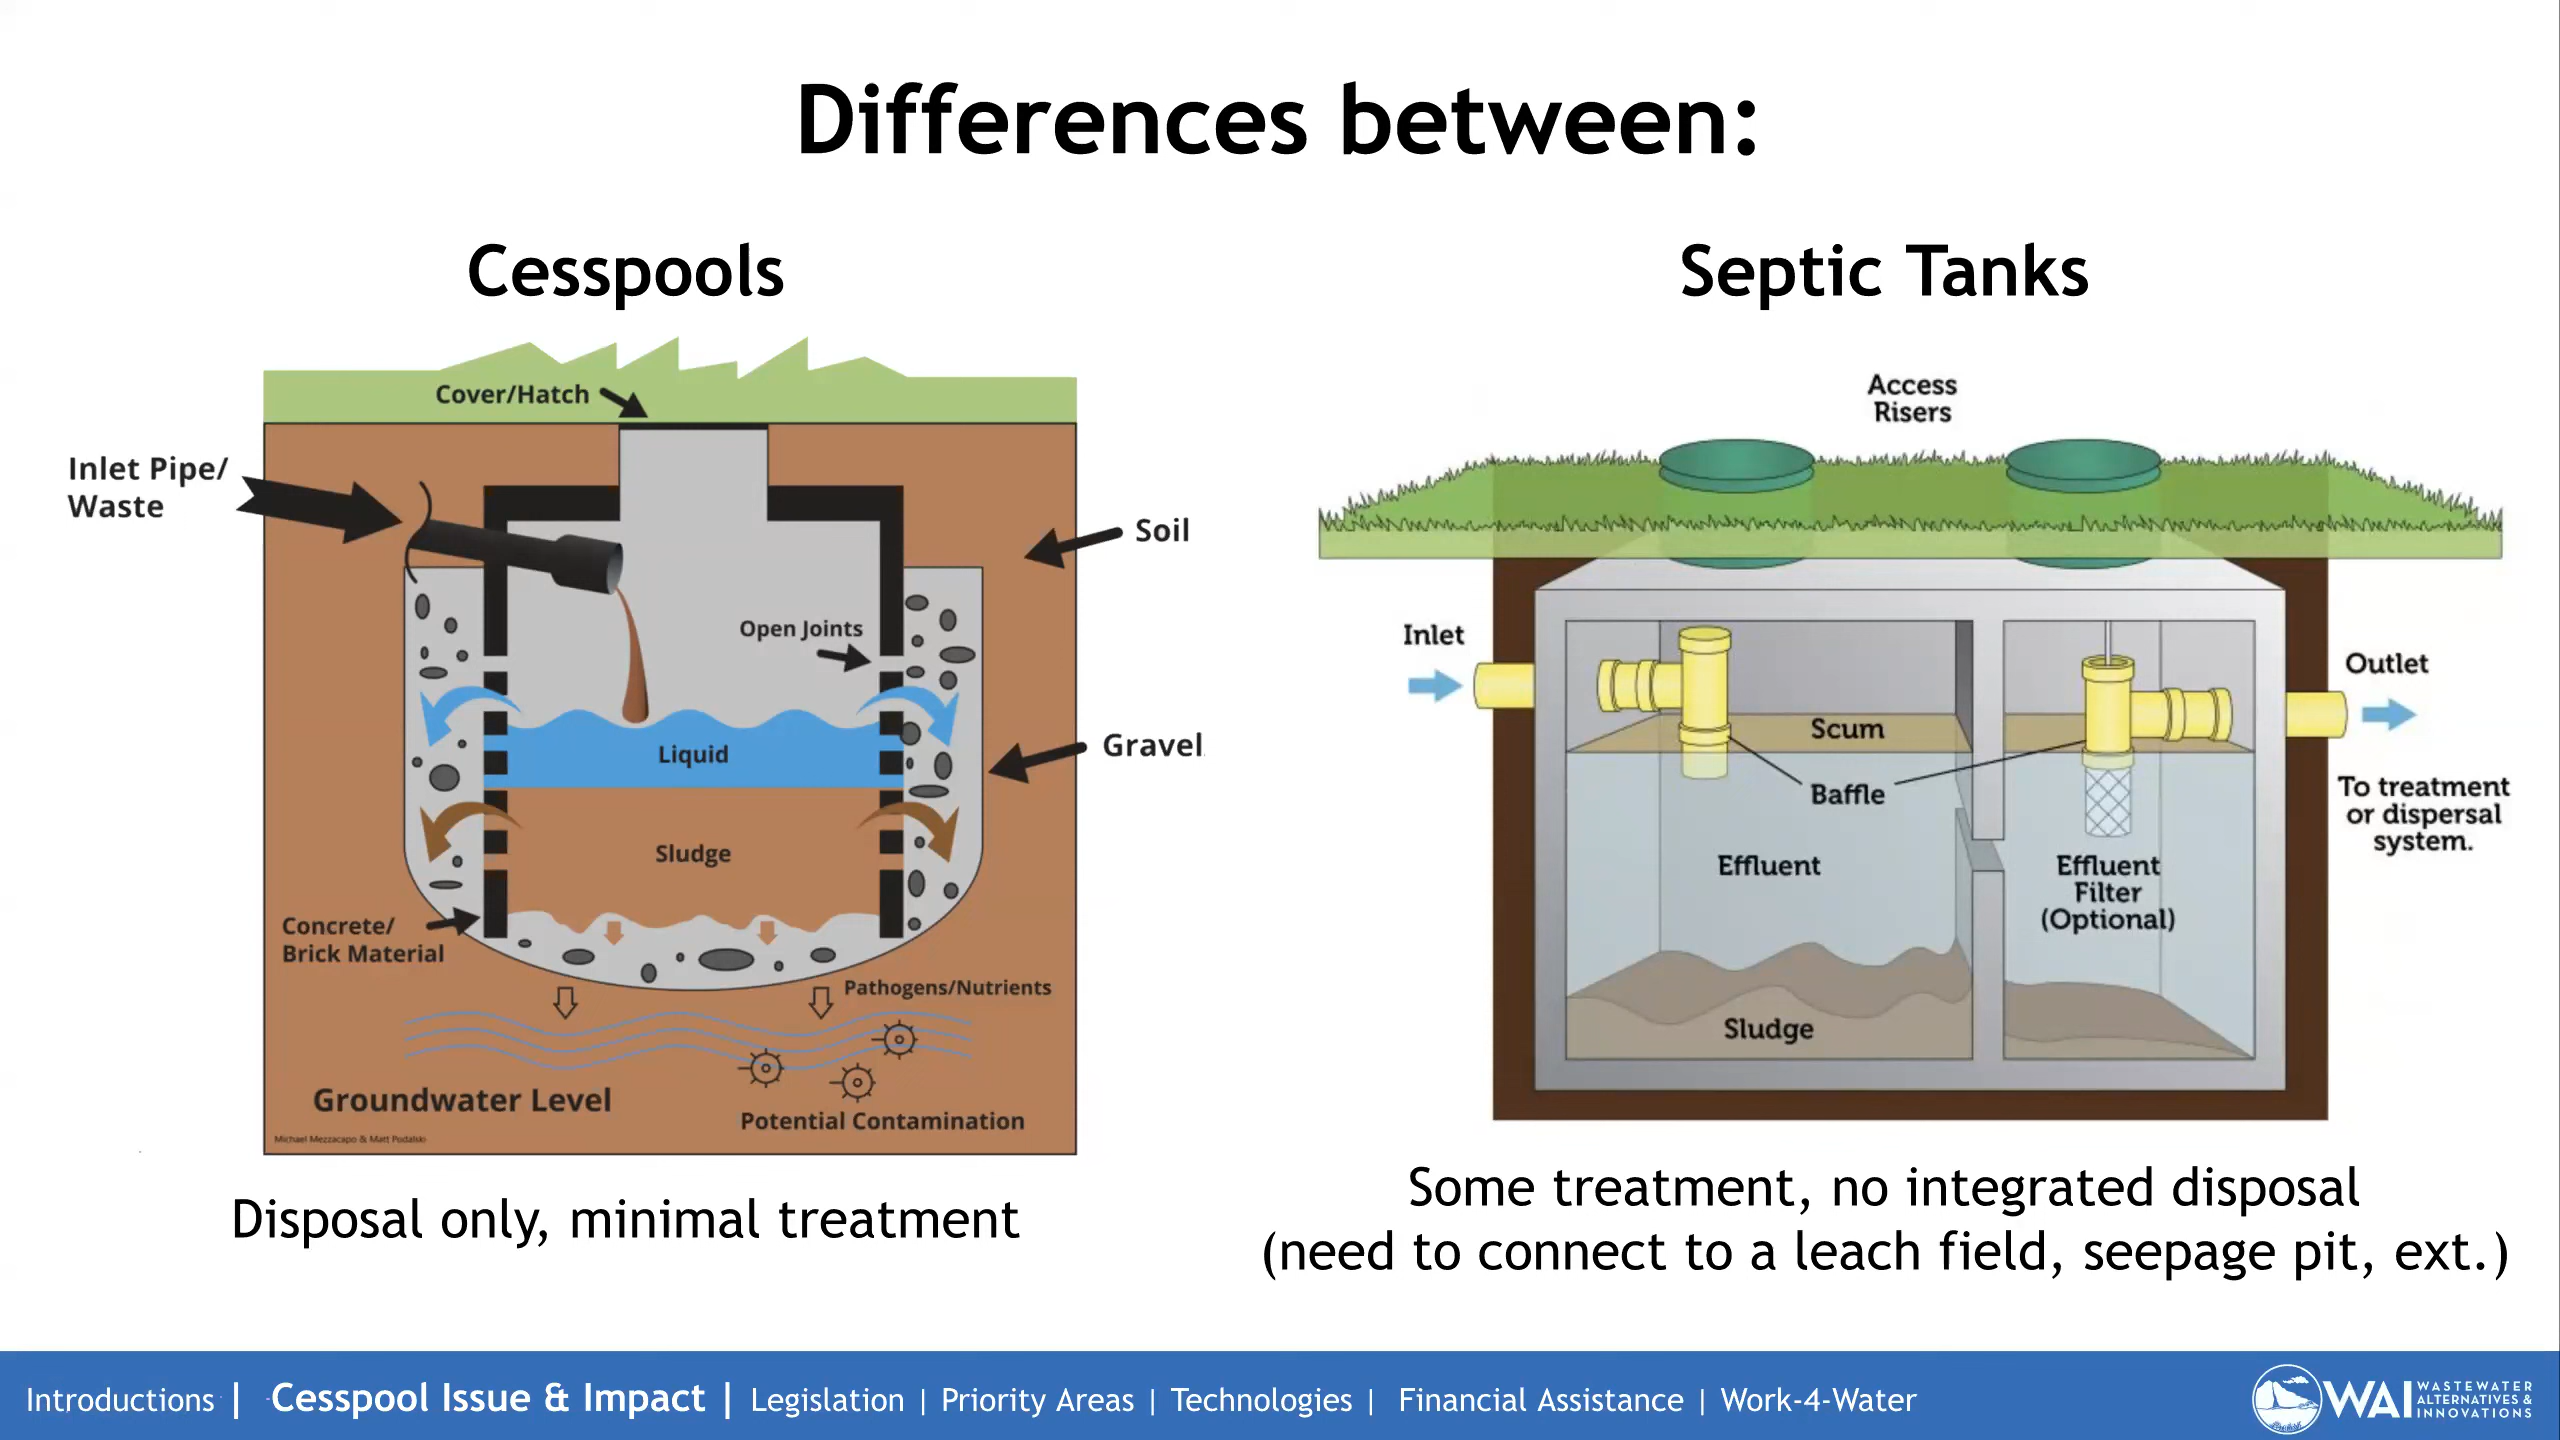 Differences between:
Cesspools
Cover/Hatch
Inlet Pipe/
Waste
Soil
Open Joints
Liquid
Gravel
Sludge
Concrete/
Brick Material
Pathogens/Nutrients
Groundwater Level
Potential Contamination
Michael Mezzacapo & Matt Podalski
Disposal only, minimal treatment
Septic Tanks
Access
Risers
Inlet
Outlet
Scum
Baffle
To treatment
or dispersal
system.
Effluent
Effluent
Filter
(Optional)
Sludge
Some treatment, no integrated disposal
(need to connect to a leach field, seepage pit, ext.)
Introductions | Cesspool Issue & Impact | Legislation | Priority Areas | Technologies | Financial Assistance | Work-4-Water
WAI
WASTEWATER
ALTERNATIVES &
INNOVATIONS